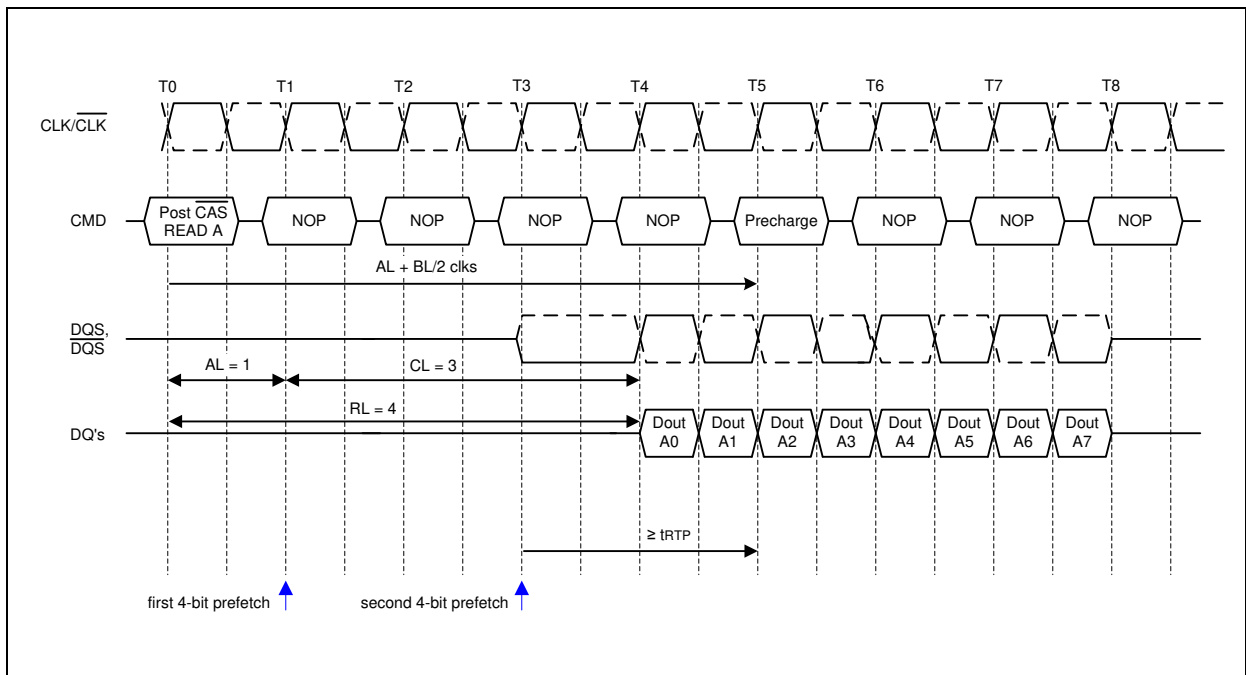 T0 T1 T2 T3 T4 T5 T6 T7 T8
CLK/C̅L̅K̅
CMD
Post C̅A̅S̅
READ A
NOP NOP NOP NOP Precharge NOP NOP NOP
AL + BL/2 clks
DQS,
D̅Q̅S̅
AL = 1 CL = 3
RL = 4
DQ's
Dout Dout Dout Dout Dout Dout Dout Dout
A0 A1 A2 A3 A4 A5 A6 A7
≥ tRTP
first 4-bit prefetch second 4-bit prefetch